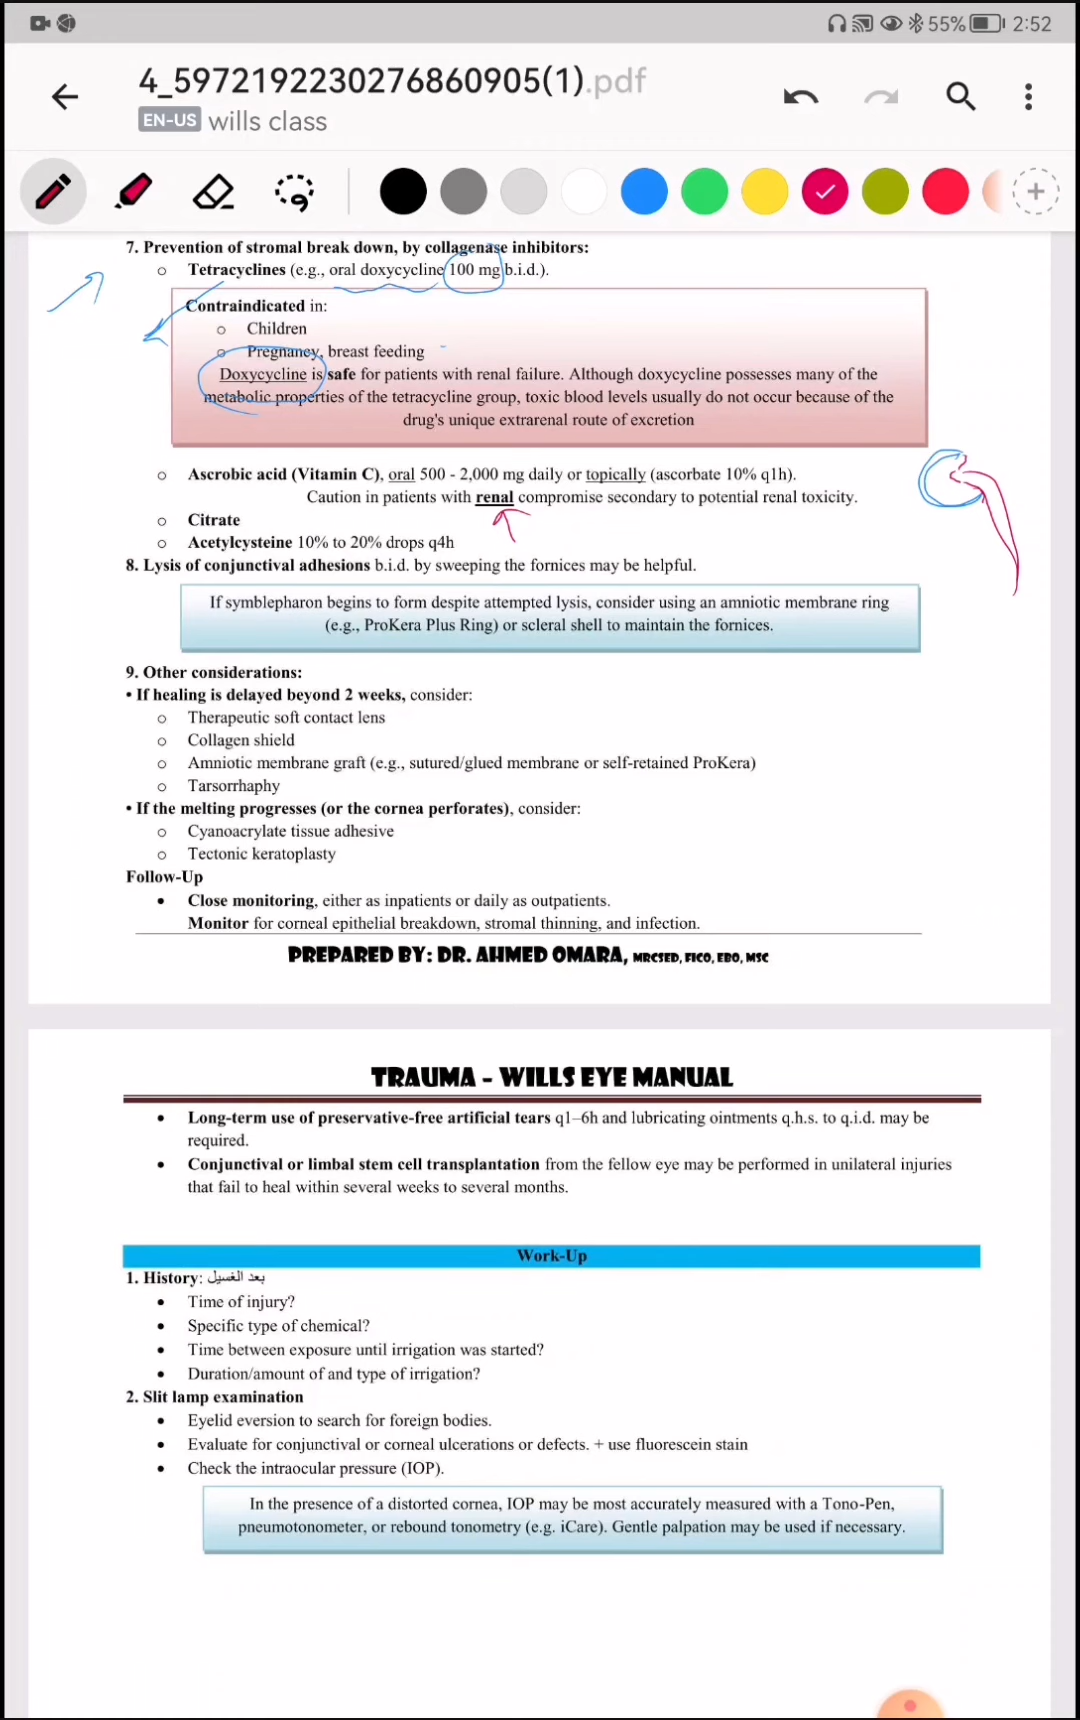 55% 2:52
4_5972192230276860905(1).pdf
EN-US wills class
7. Prevention of stromal break down, by collagenase inhibitors:
o Tetracyclines (e.g., oral doxycycline 100 mg b.i.d.).
Contraindicated in:
o Children
o Pregnancy, breast feeding
Doxycycline is safe for patients with renal failure. Although doxycycline possesses many of the
metabolic properties of the tetracycline group, toxic blood levels usually do not occur because of the
drug's unique extrarenal route of excretion
o Ascrobic acid (Vitamin C), oral 500 - 2,000 mg daily or topically (ascorbate 10% q1h).
Caution in patients with renal compromise secondary to potential renal toxicity.
o Citrate
o Acetylcysteine 10% to 20% drops q4h
8. Lysis of conjunctival adhesions b.i.d. by sweeping the fornices may be helpful.
If symblepharon begins to form despite attempted lysis, consider using an amniotic membrane ring
(e.g., ProKera Plus Ring) or scleral shell to maintain the fornices.
9. Other considerations:
• If healing is delayed beyond 2 weeks, consider:
o Therapeutic soft contact lens
o Collagen shield
o Amniotic membrane graft (e.g., sutured/glued membrane or self-retained ProKera)
o Tarsorrhaphy
• If the melting progresses (or the cornea perforates), consider:
o Cyanoacrylate tissue adhesive
o Tectonic keratoplasty
Follow-Up
• Close monitoring, either as inpatients or daily as outpatients.
Monitor for corneal epithelial breakdown, stromal thinning, and infection.
PREPARED BY: DR. AHMED OMARA, MRCSED, FICO, EBO, MSC
TRAUMA - WILLS EYE MANUAL
• Long-term use of preservative-free artificial tears q1–6h and lubricating ointments q.h.s. to q.i.d. may be
required.
• Conjunctival or limbal stem cell transplantation from the fellow eye may be performed in unilateral injuries
that fail to heal within several weeks to several months.
Work-Up
1. History: بعد الغسيل
• Time of injury?
• Specific type of chemical?
• Time between exposure until irrigation was started?
• Duration/amount of and type of irrigation?
2. Slit lamp examination
• Eyelid eversion to search for foreign bodies.
• Evaluate for conjunctival or corneal ulcerations or defects. + use fluorescein stain
• Check the intraocular pressure (IOP).
In the presence of a distorted cornea, IOP may be most accurately measured with a Tono-Pen,
pneumotonometer, or rebound tonometry (e.g. iCare). Gentle palpation may be used if necessary.